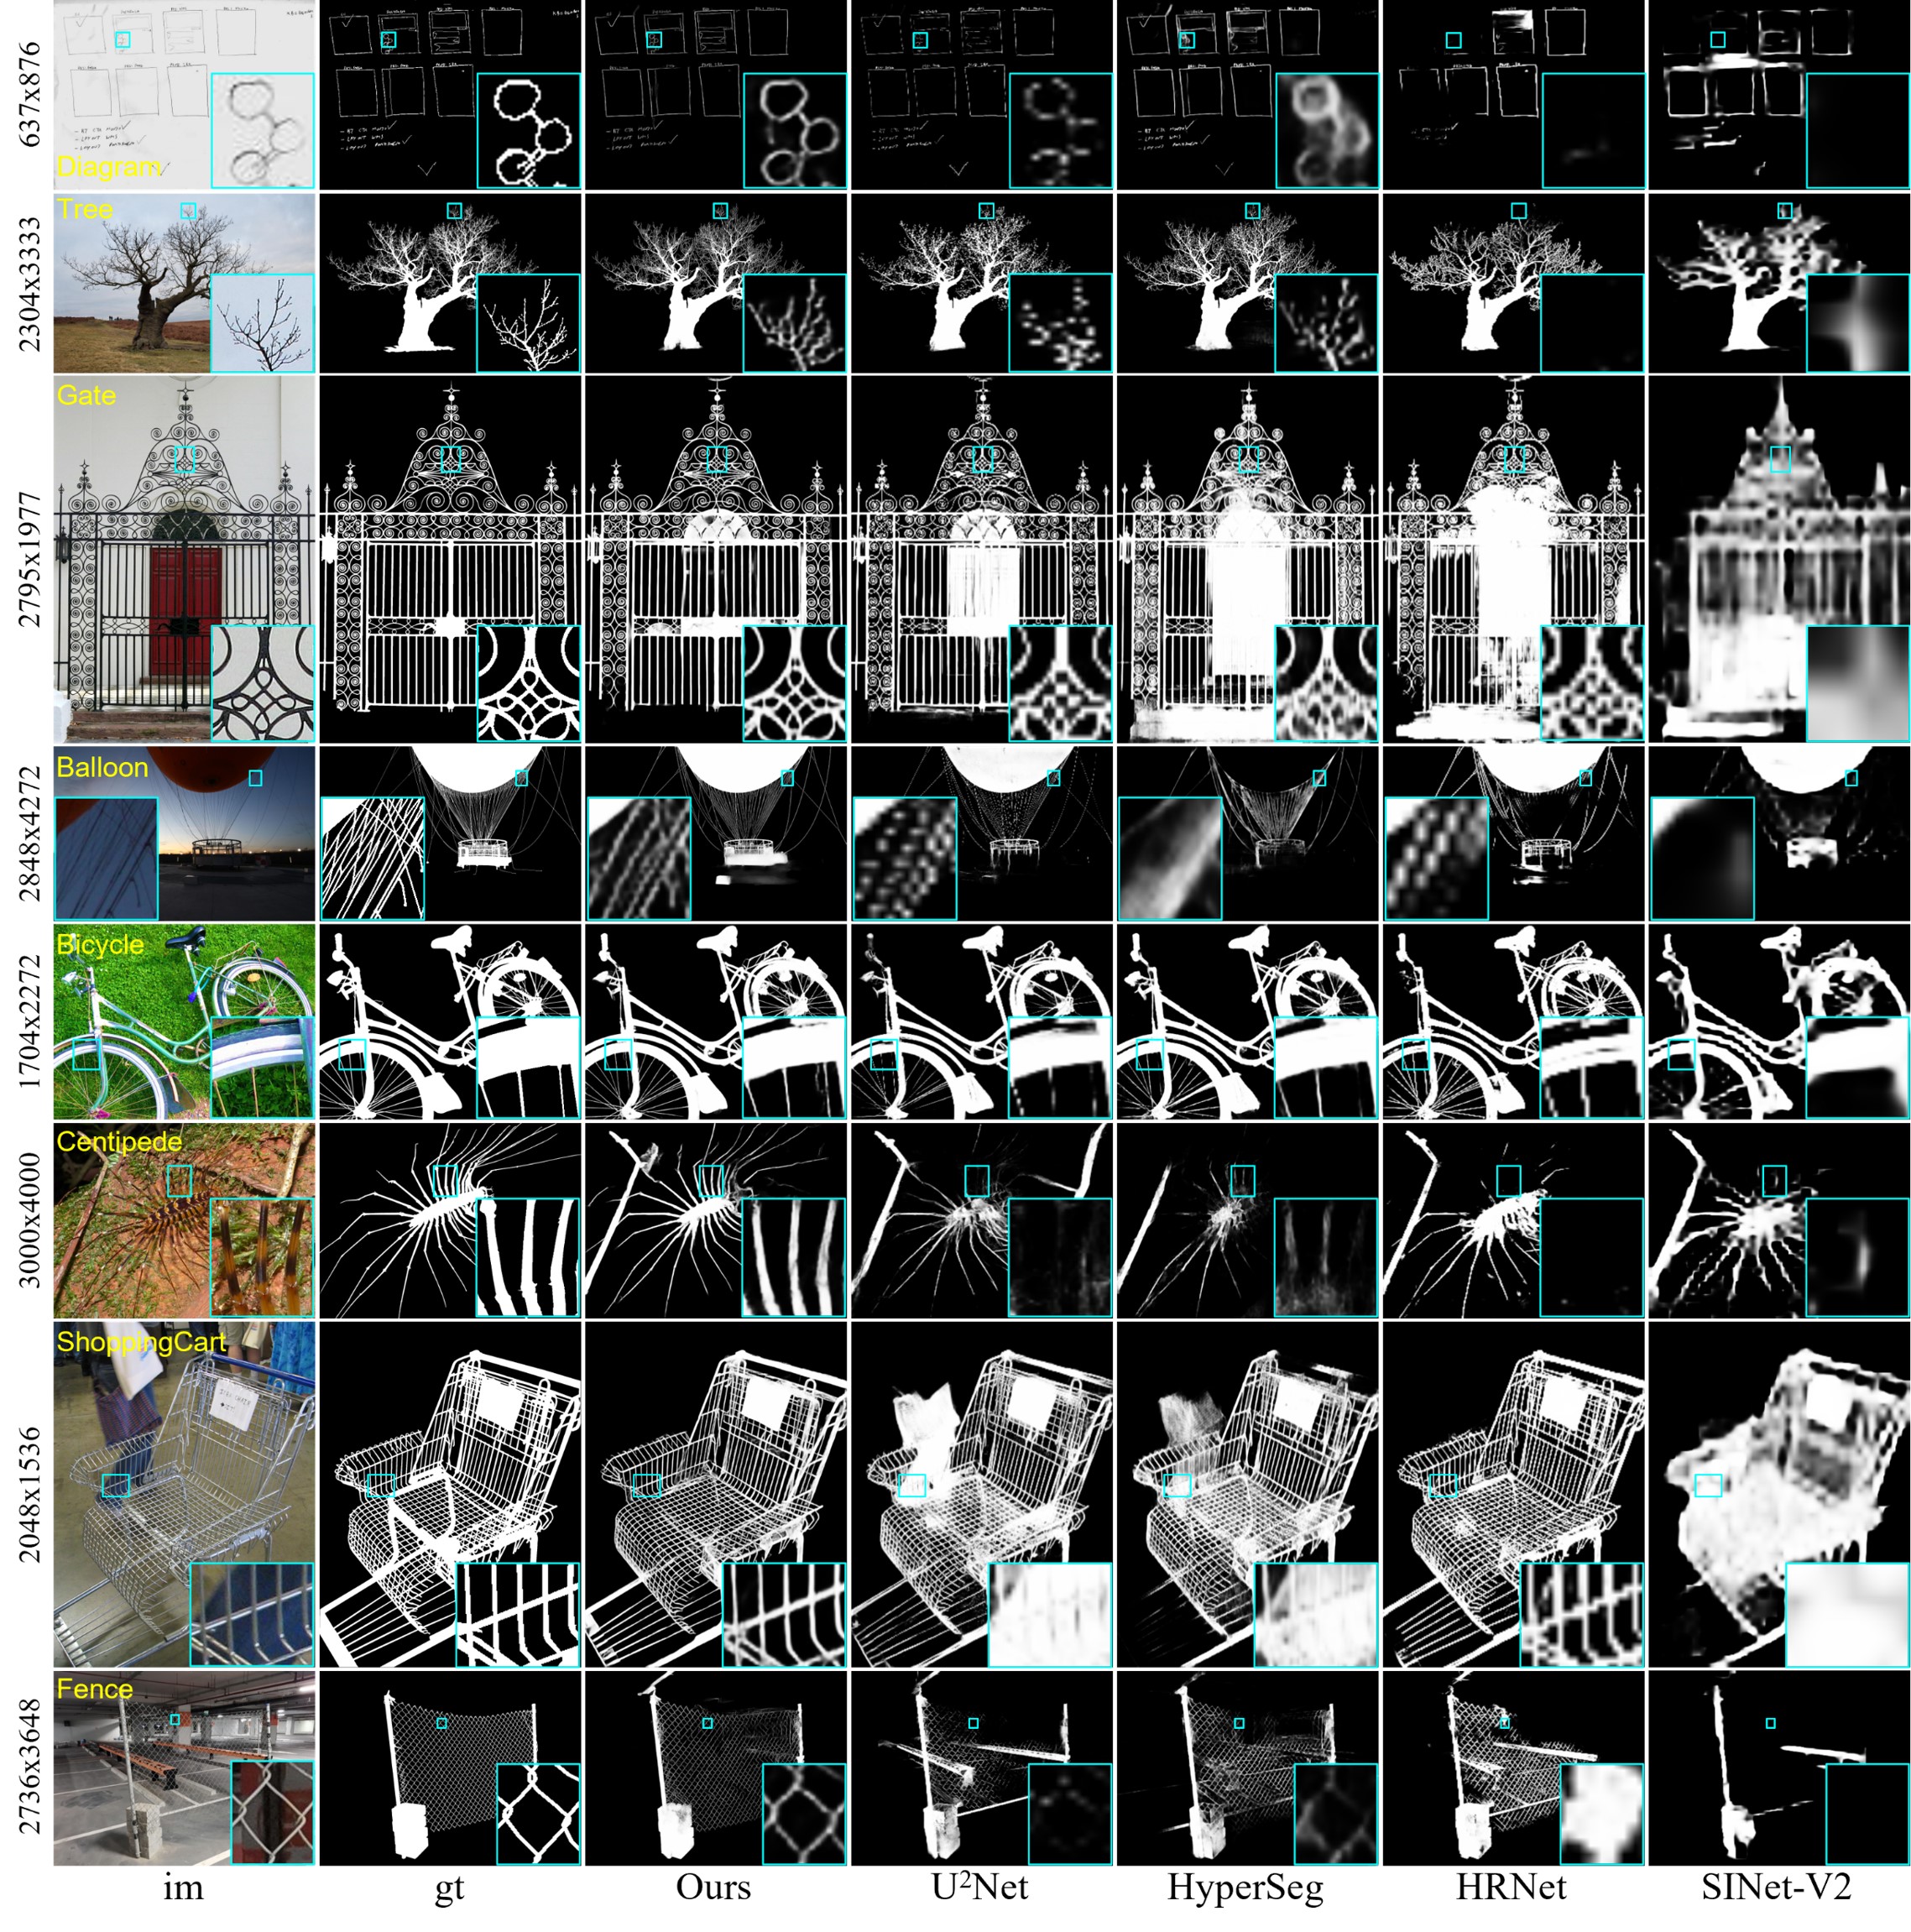 637x876
Diagram
2304x3333
Tree
2795x1977
Gate
2848x4272
Balloon
1704x2272
Bicycle
3000x4000
Centipede
2048x1536
ShoppingCart
2736x3648
Fence
im gt Ours U²Net HyperSeg HRNet SINet-V2